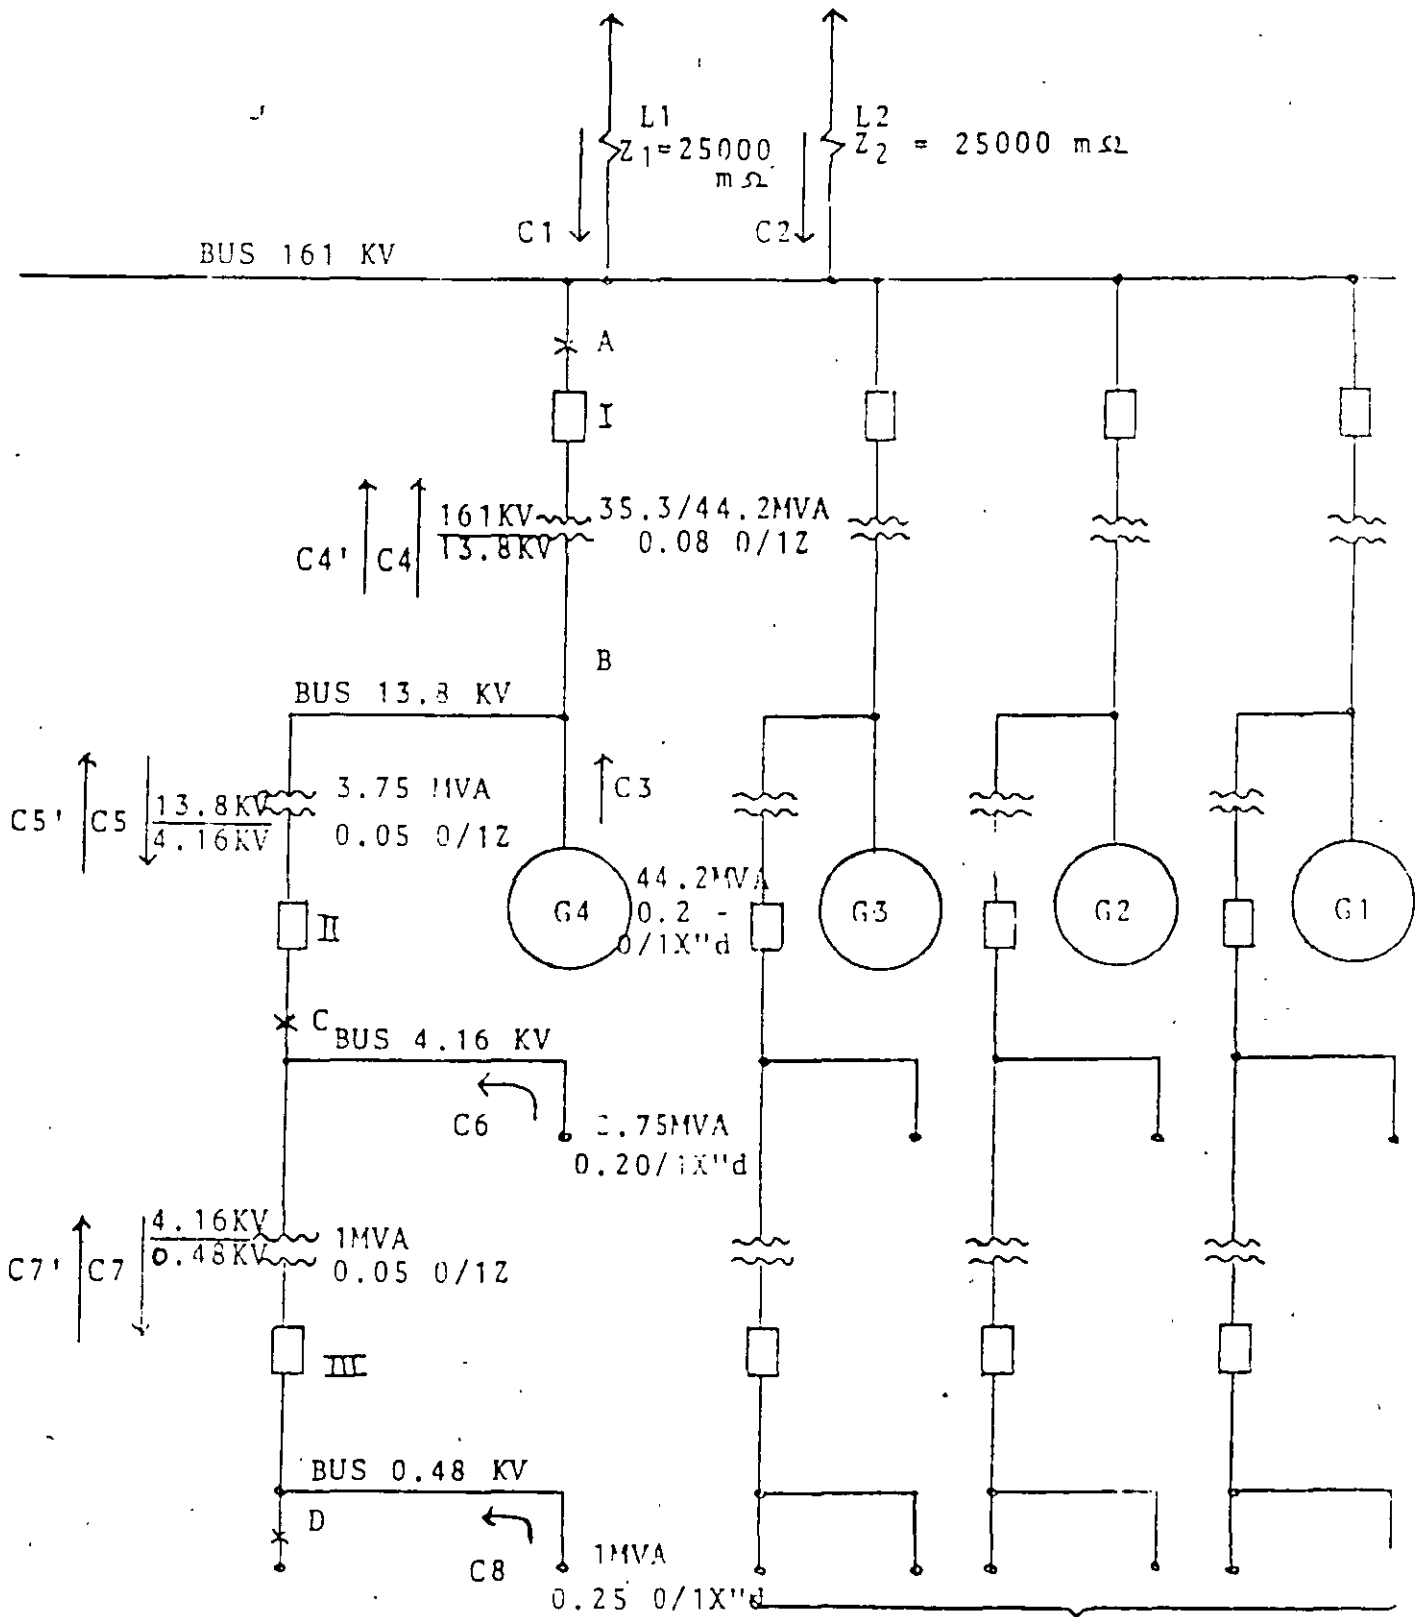 L1
Z1=25000
mΩ
L2
Z2 = 25000 mΩ
C1
C2
BUS 161 KV
A
I
161KV
13.8KV
35.3/44.2MVA
0.08 0/1Z
C4' C4
B
BUS 13.8 KV
C3
C5' C5
13.8KV
4.16KV
3.75 MVA
0.05 0/1Z
44.2MVA
0.2 -
0/1X"d
G4
G3
G2
G1
II
C
BUS 4.16 KV
C6
.75MVA
0.20/1X"d
C7' C7
4.16KV
0.48KV
1MVA
0.05 0/1Z
III
BUS 0.48 KV
D
C8
1MVA
0.25 0/1X"d